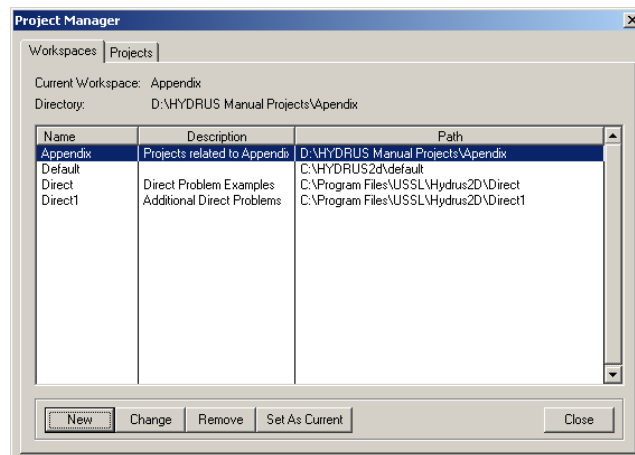 Project Manager
Workspaces Projects
Current Workspace: Appendix
Directory: D:\HYDRUS Manual Projects\Apendix
Name Description Path
Appendix Projects related to Appendi D:\HYDRUS Manual Projects\Apendix
Default C:\HYDRUS2d\default
Direct Direct Problem Examples C:\Program Files\USSL\Hydrus2D\Direct
Direct1 Additional Direct Problems C:\Program Files\USSL\Hydrus2D\Direct1
New Change Remove Set As Current Close